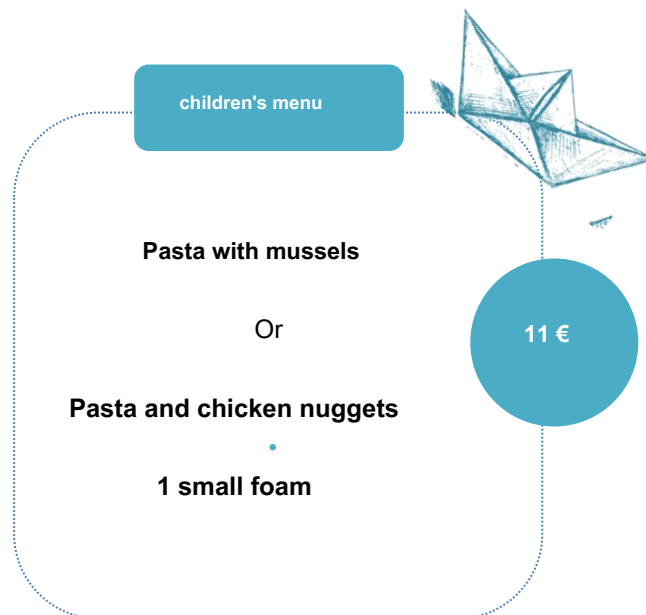 children's menu
Pasta with mussels
Or
11 €
Pasta and chicken nuggets
1 small foam